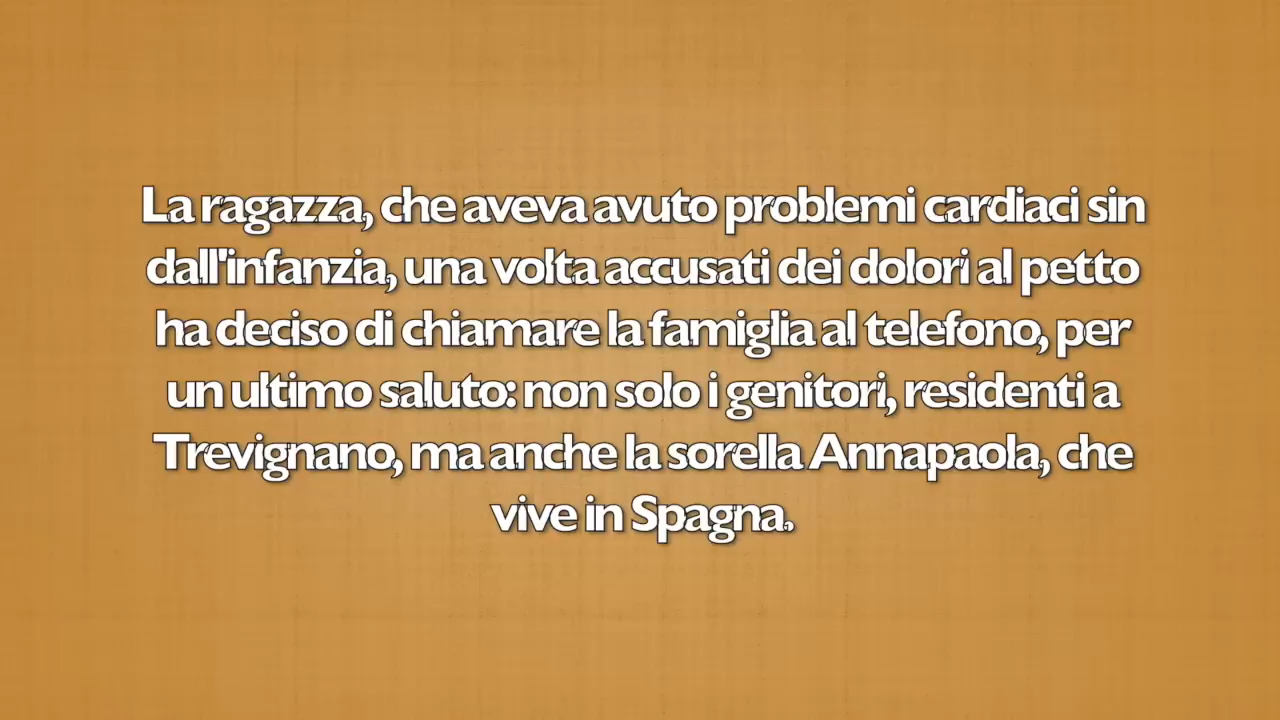 La ragazza, che aveva avuto problemi cardiaci sin
dall'infanzia, una volta accusati dei dolori al petto
ha deciso di chiamare la famiglia al telefono, per
un ultimo saluto: non solo i genitori, residenti a
Trevignano, ma anche la sorella Annapaola, che
vive in Spagna.